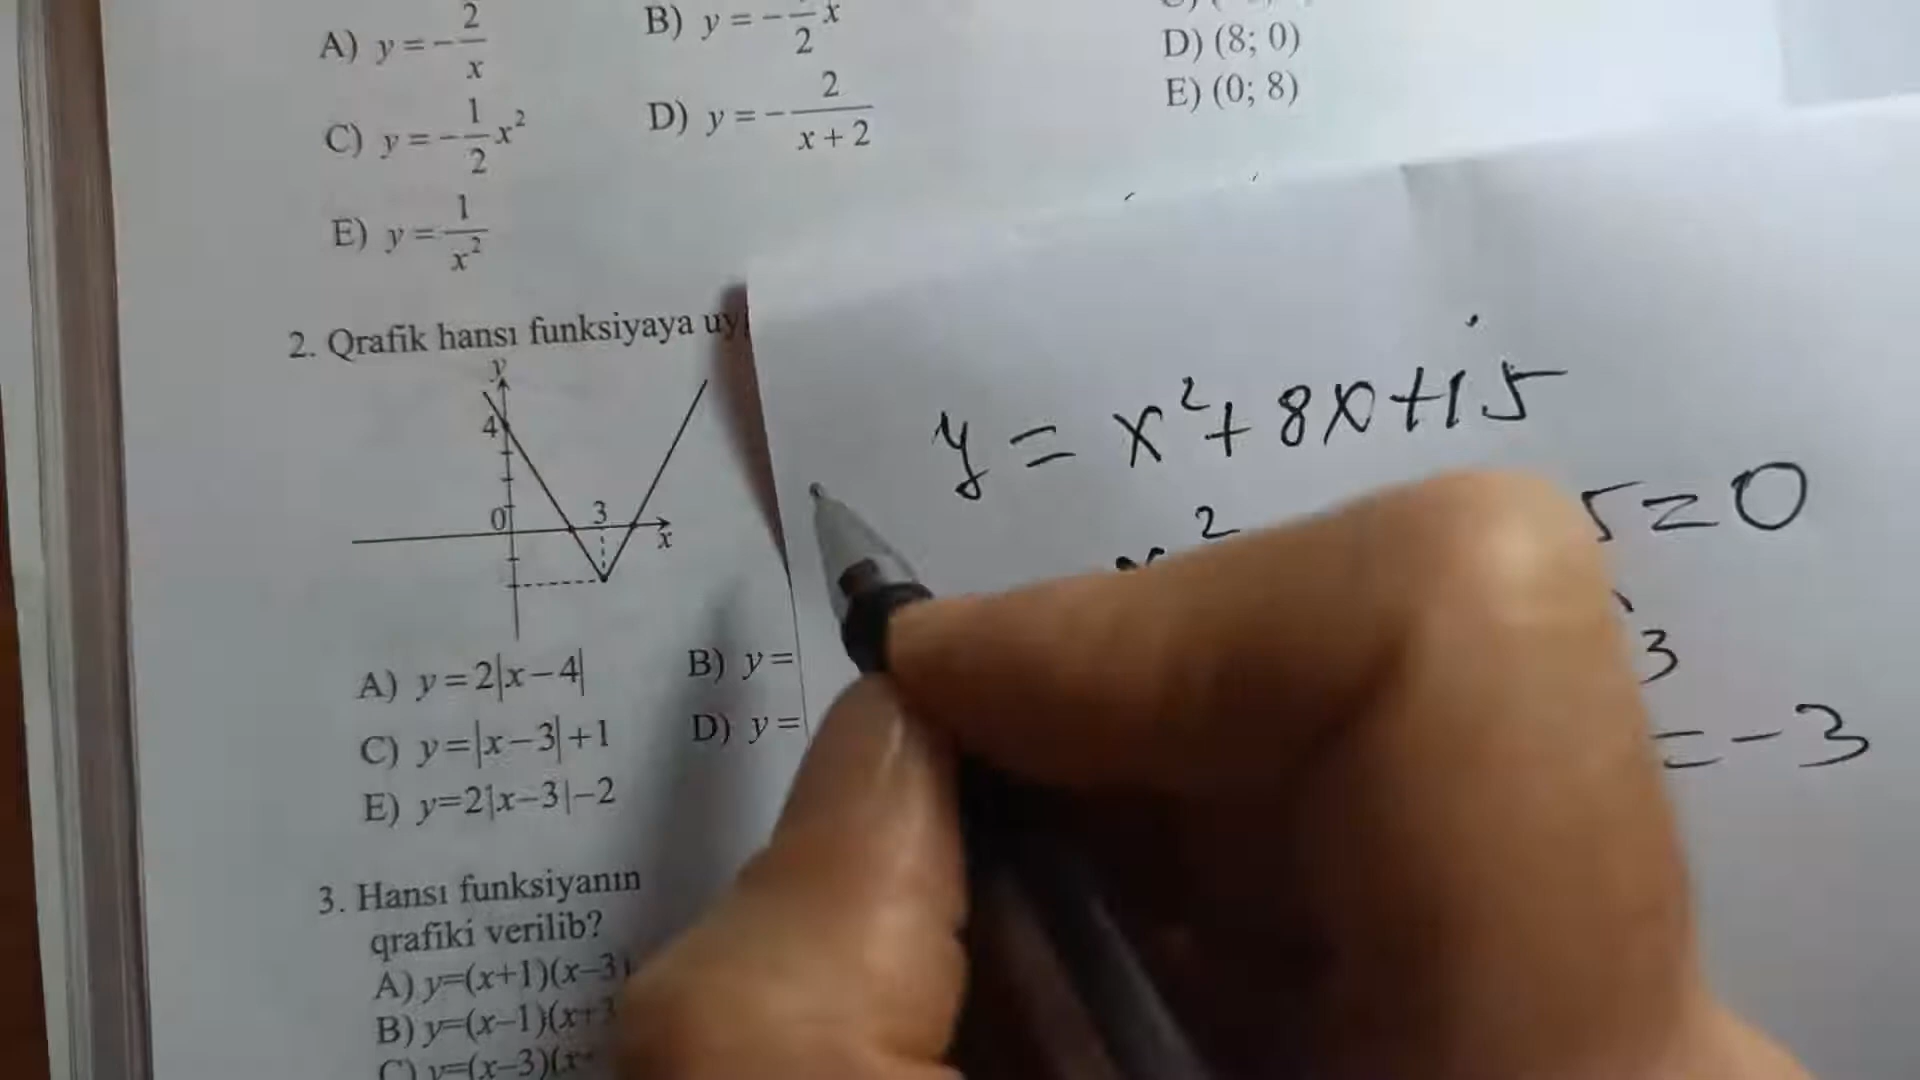 A) y = -2/x
B) y = -1/2 x
C) y = -1/2 x²
D) y = -2/(x + 2)
E) y = 1/x²
2. Qrafik hansı funksiyaya
y
4
0
3
x
A) y = 2|x − 4|
B) y =
C) y = |x − 3| + 1
D) y =
E) y=2|x−3|−2
3. Hansı funksiyanın
qrafiki verilib?
A) y=(x+1)(x−3)
B) y=(x−1)(x+3
C) y=(x−3)(x
D) (8; 0)
E) (0; 8)
y = x² + 8x + 15
5 = 0
3
= −3